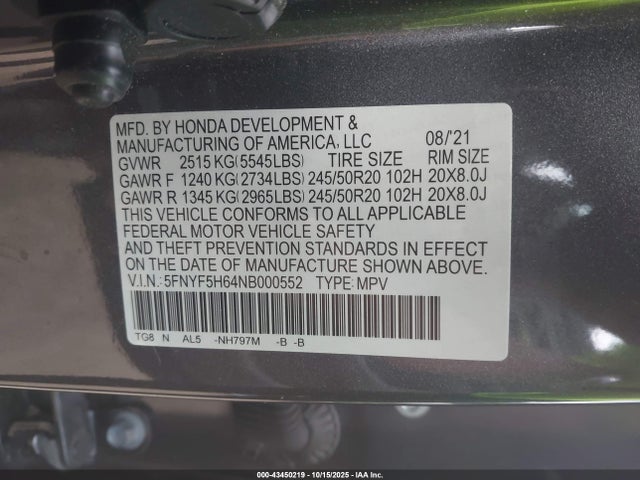 MFD. BY HONDA DEVELOPMENT &
MANUFACTURING OF AMERICA, LLC 08/'21
GVWR 2515 KG(5545LBS) TIRE SIZE RIM SIZE
GAWR F 1240 KG(2734LBS) 245/50R20 102H 20X8.0J
GAWR R 1345 KG(2965LBS) 245/50R20 102H 20X8.0J
THIS VEHICLE CONFORMS TO ALL APPLICABLE
FEDERAL MOTOR VEHICLE SAFETY
AND THEFT PREVENTION STANDARDS IN EFFECT
ON THE DATE OF MANUFACTURE SHOWN ABOVE.
V.I.N.: 5FNYF5H64NB000552 TYPE: MPV
TG8 N AL5 -NH797M -B -B
000-43450219 - 10/15/2025 - IAA Inc.